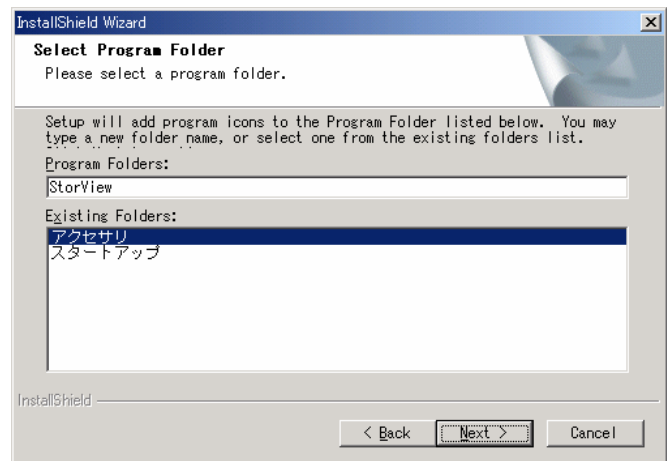 InstallShield Wizard
Select Program Folder
Please select a program folder.
Setup will add program icons to the Program Folder listed below.  You may
type a new folder name, or select one from the existing folders list.
Program Folders:
StorView
Existing Folders:
アクセサリ
スタートアップ
InstallShield
< Back
Next >
Cancel